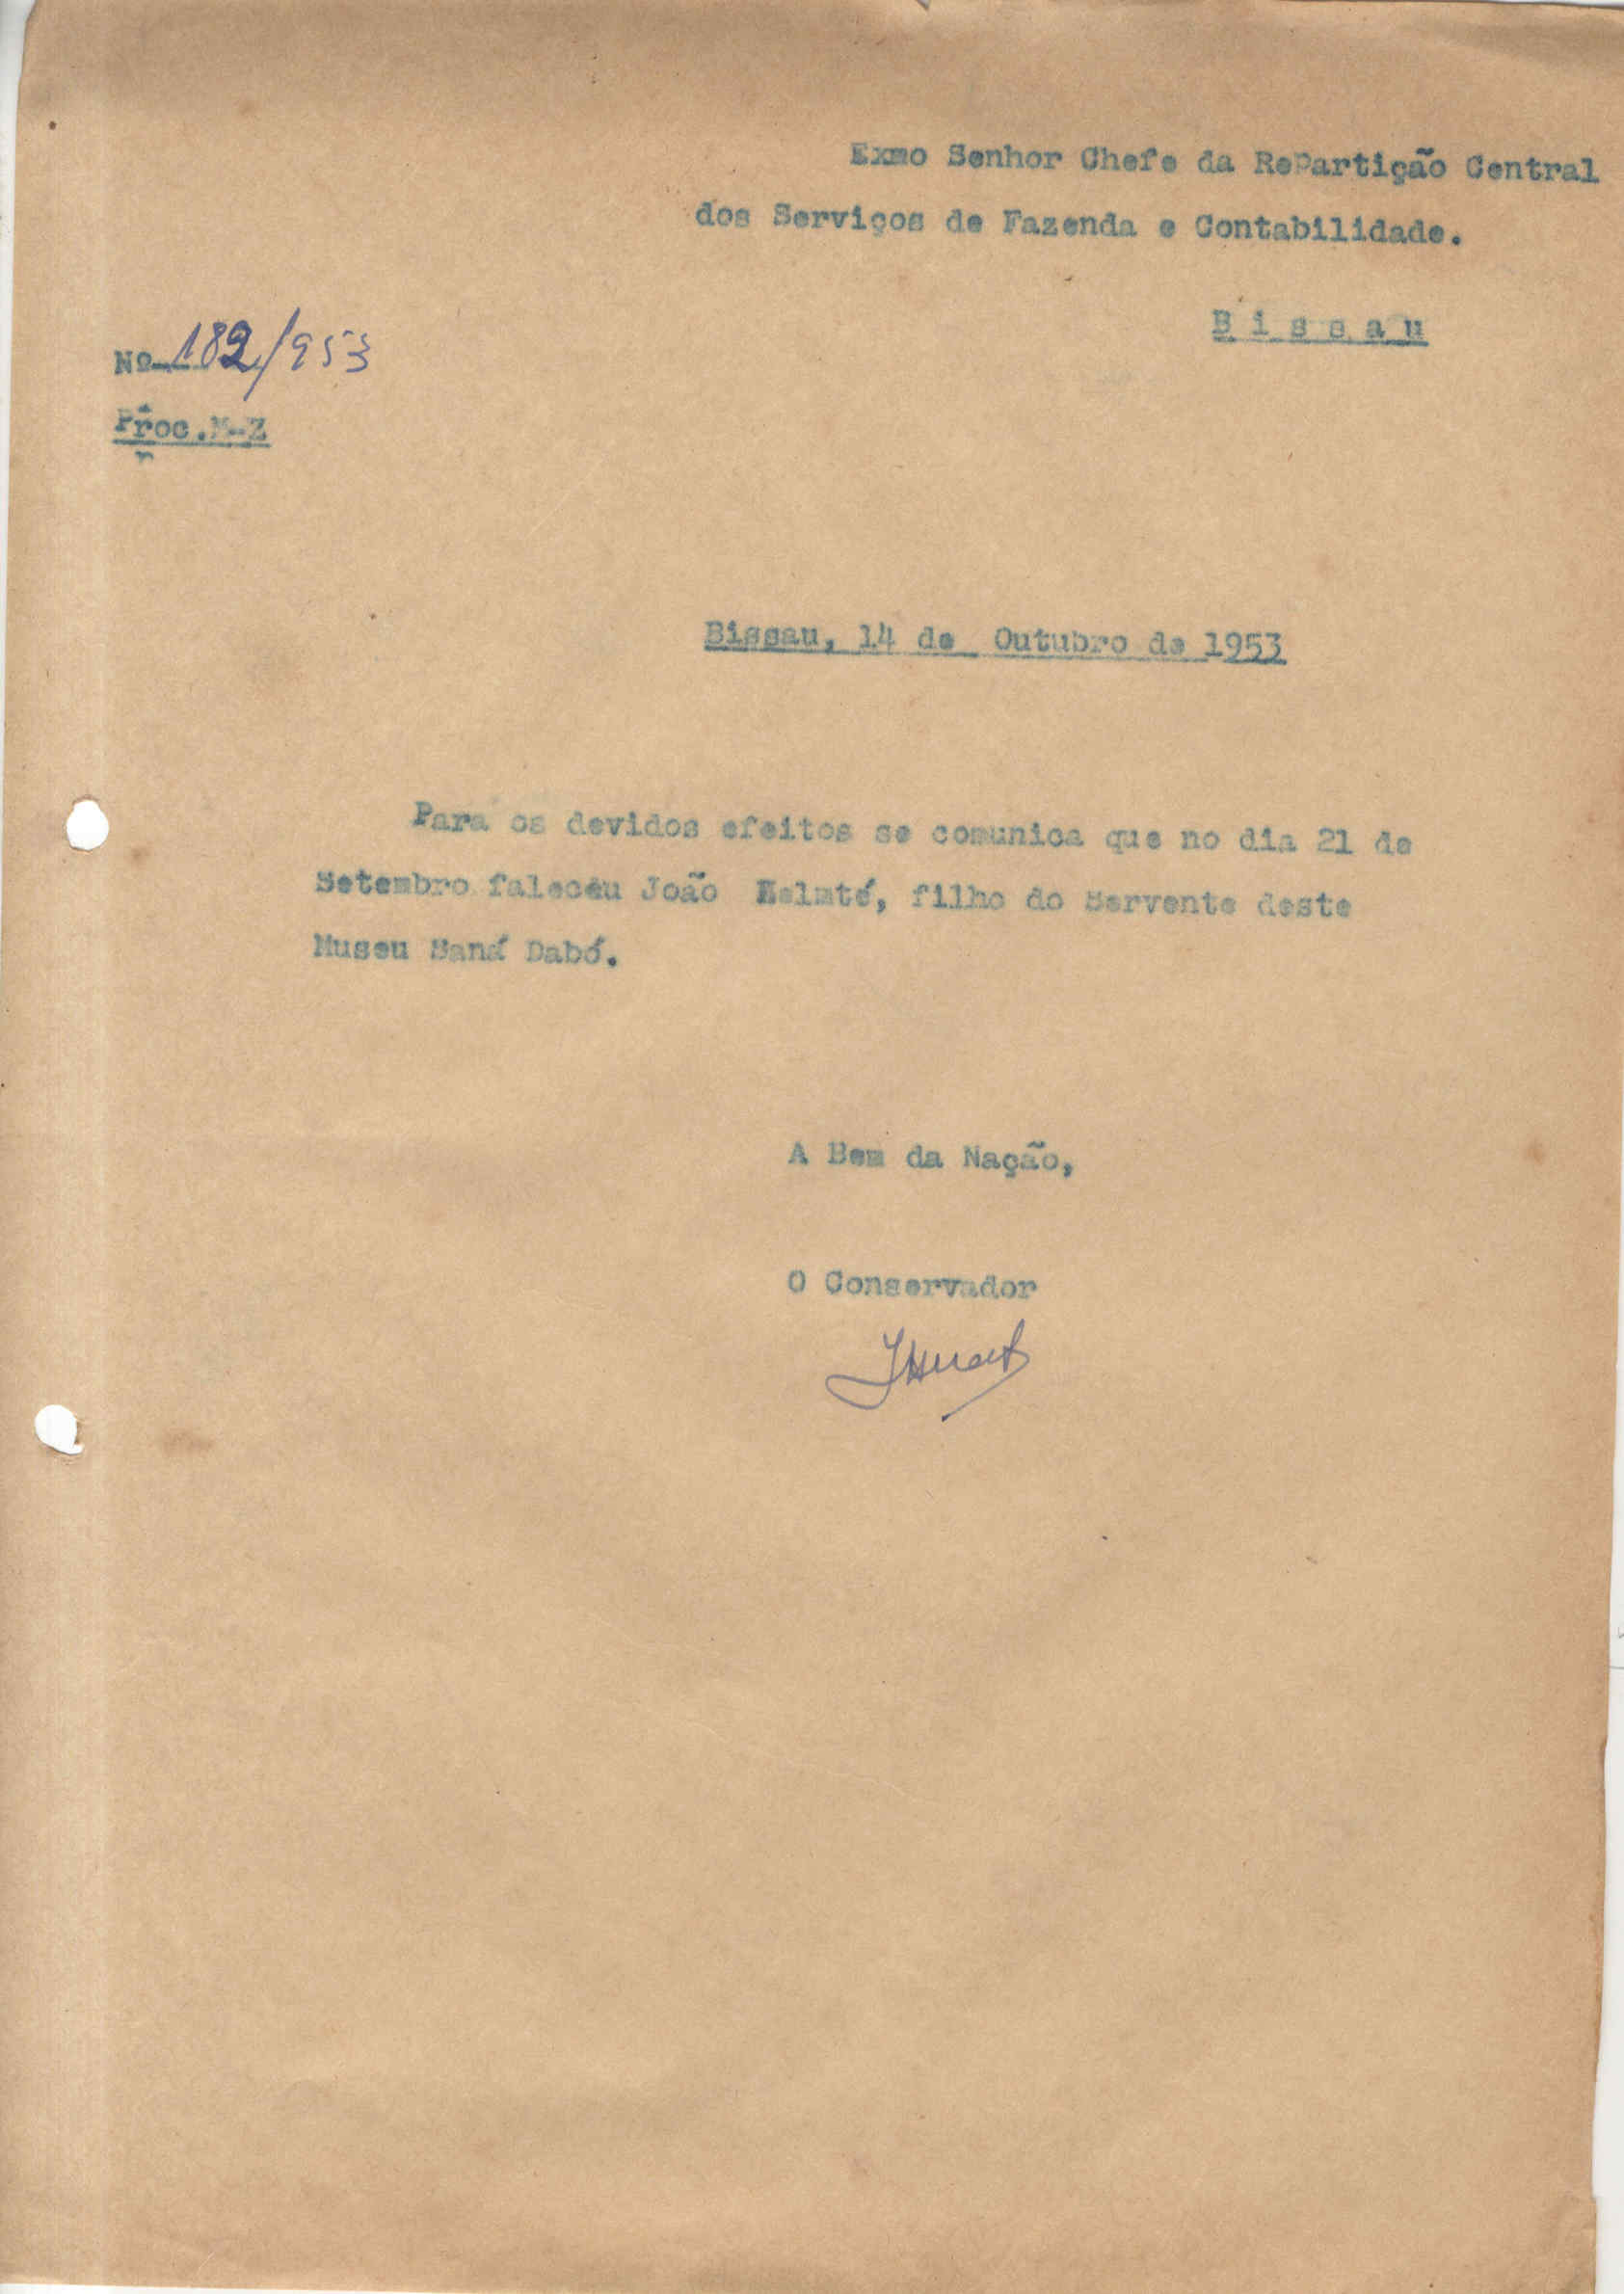 Exmo Senhor Chefe da RePartição Central
dos Serviços de Fazenda e Contabilidade.
Bissau
Nº 182/953
Proc.M-Z
Bissau, 14 de Outubro de 1953
Para os devidos efeitos se comunica que no dia 21 de
Setembro faleceu João filho do Servente deste
Museu Saná Dabó.
A Bem da Nação,
O Conservador